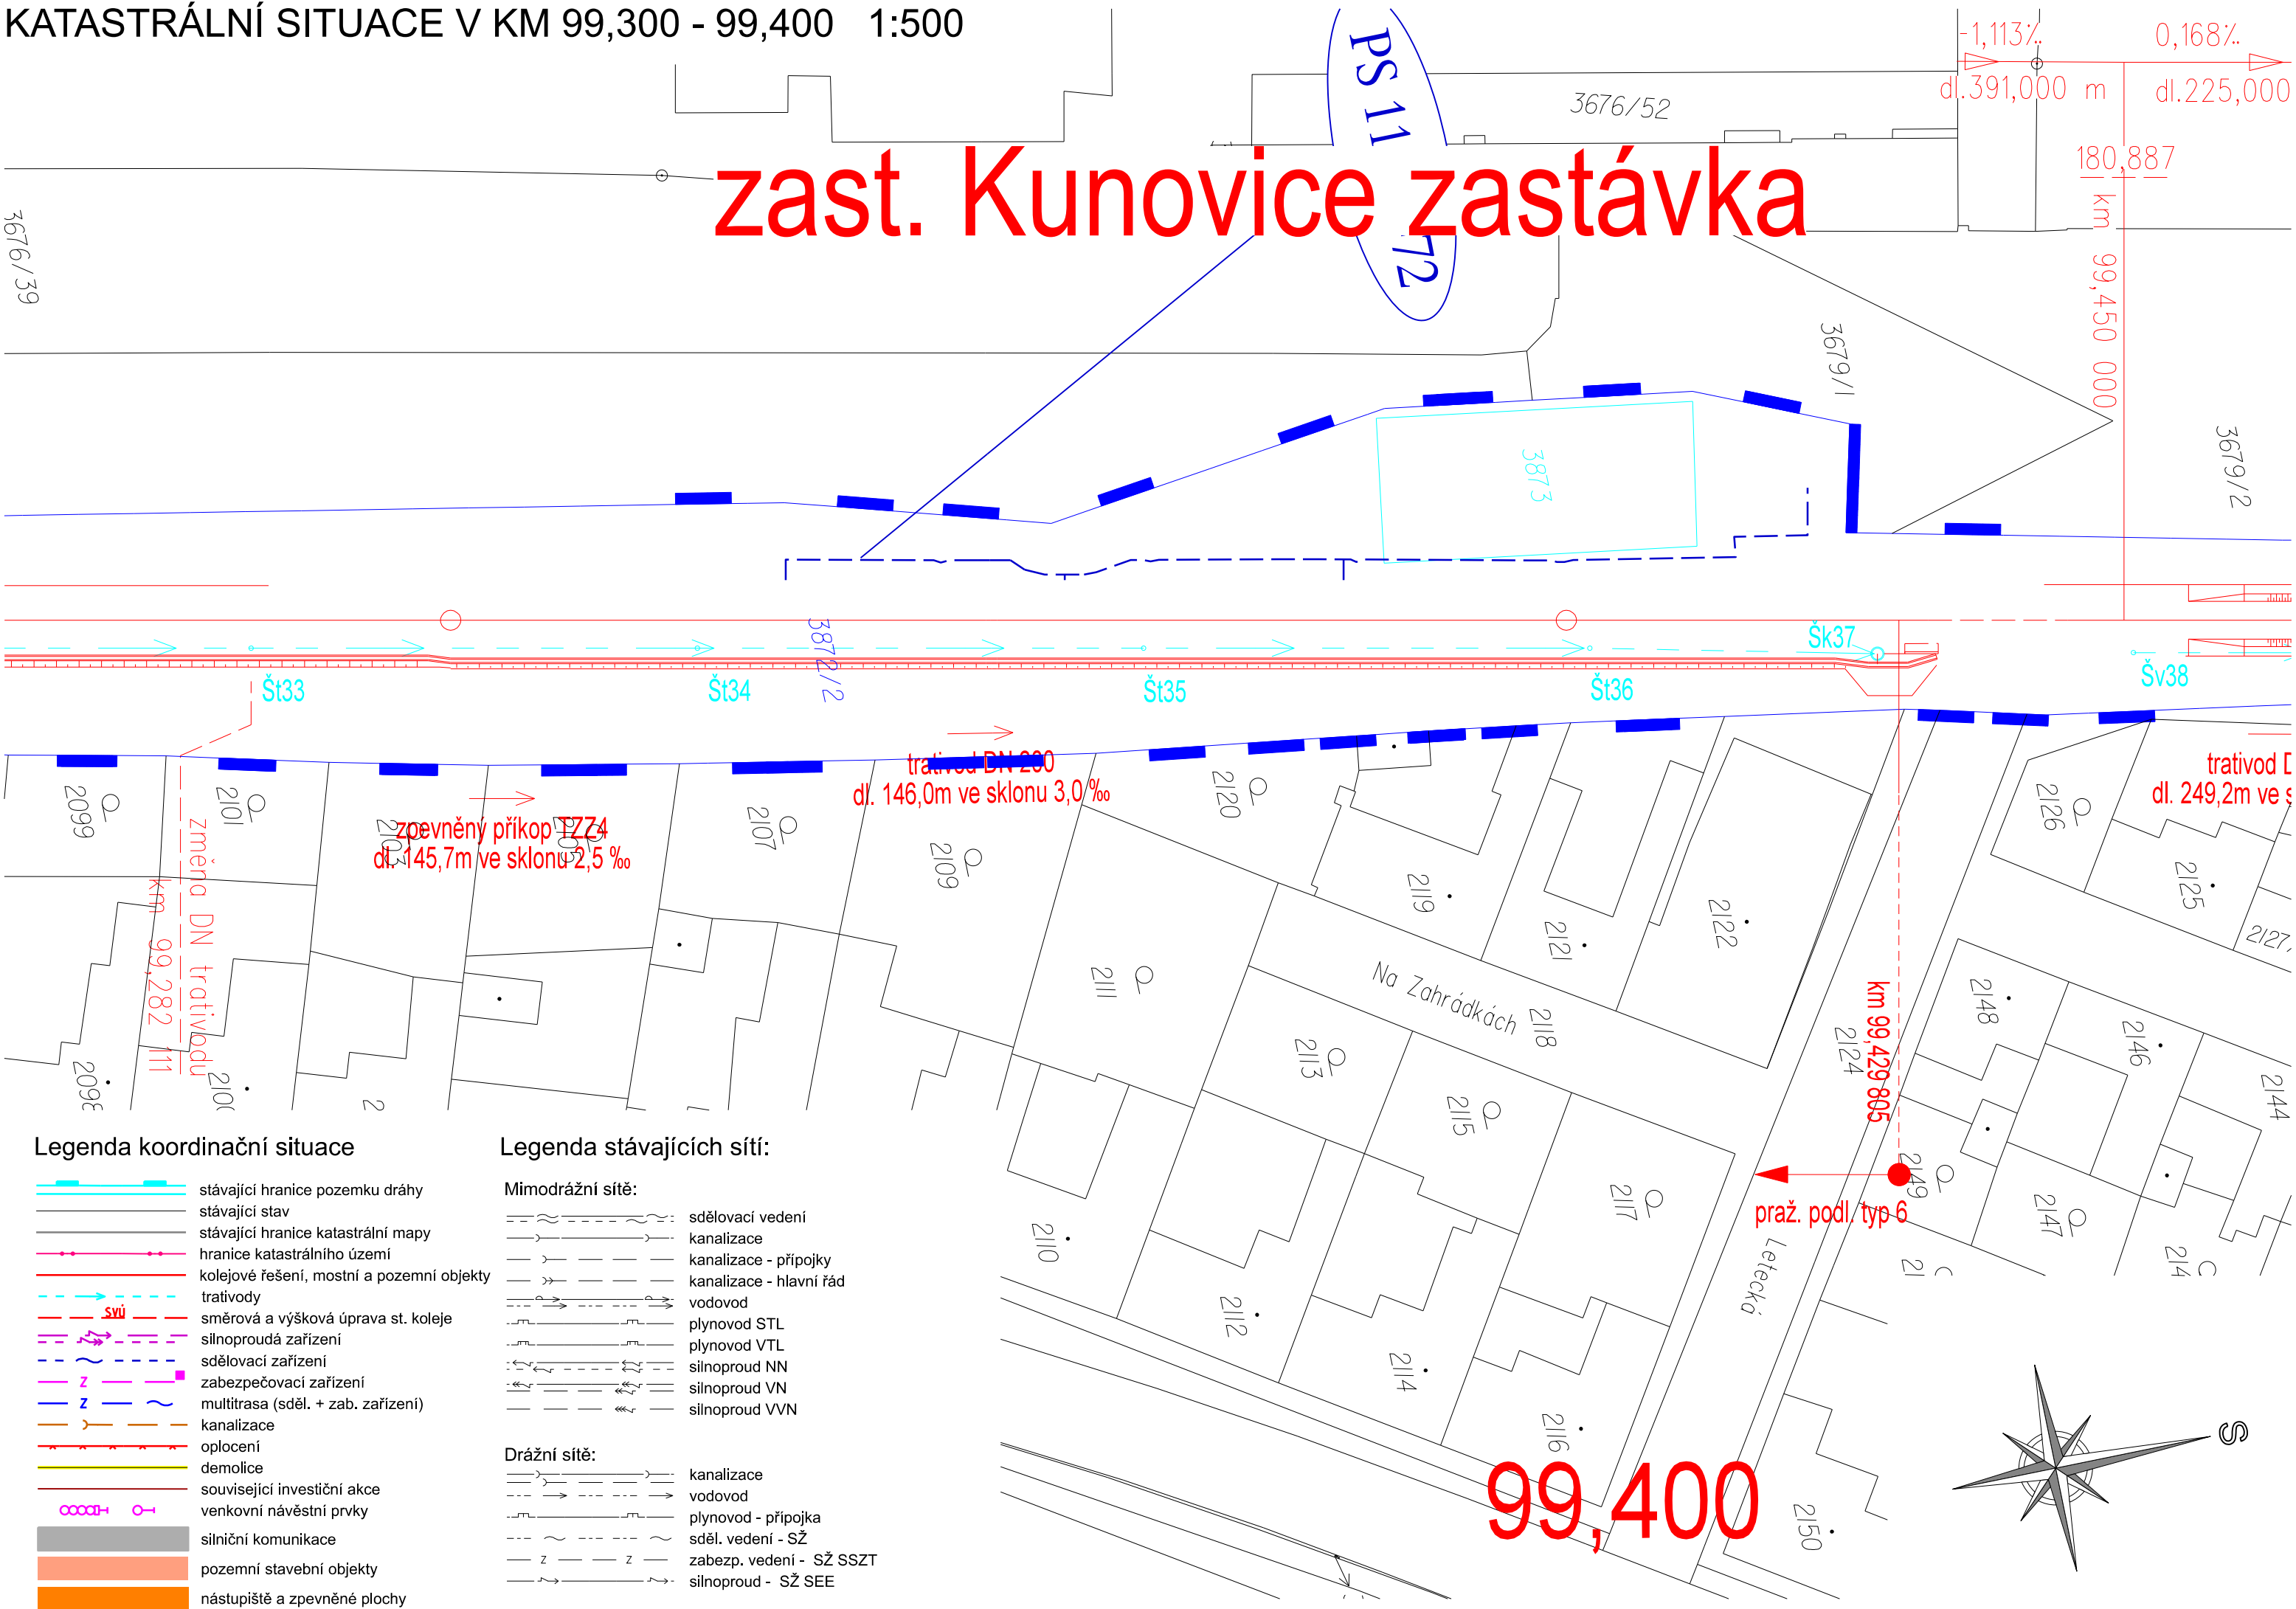 KATASTRÁLNÍ SITUACE V KM 99,300 - 99,400 1:500
PS 11
72
-1,113‰
dl.391,000 m
0,168‰
dl.225,000
180,887
km 99,450 000
3676/52
3676/39
zast. Kunovice zastávka
3679/1
3679/2
3873
3872/2
Šk37
Št33
Št34
Št35
Št36
Šv38
trativod DN 200
dl. 146,0m ve sklonu 3,0 ‰
zpevněný příkop TZZ4
dl. 145,7m ve sklonu 2,5 ‰
trativod D
dl. 249,2m ve s
změna DN trativodu
km 99,282 111
2099
2101
2103
2105
2107
2109
2111
2120
2119
2121
2122
2126
2125
2127
2098
2100
2
2113
2115
2117
2118
Na Zahrádkách
2124
km 99,429 805
2148
2146
2144
2149
2147
2110
2112
2114
2116
2150
praž. podl. typ 6
Letecká
21
214
99,400
S
Legenda koordinační situace
stávající hranice pozemku dráhy
stávající stav
stávající hranice katastrální mapy
hranice katastrálního území
kolejové řešení, mostní a pozemní objekty
trativody
SVÚ směrová a výšková úprava st. koleje
silnoproudá zařízení
sdělovací zařízení
Z zabezpečovací zařízení
Z multitrasa (sděl. + zab. zařízení)
kanalizace
oplocení
demolice
související investiční akce
venkovní návěstní prvky
silniční komunikace
pozemní stavební objekty
nástupiště a zpevněné plochy
Legenda stávajících sítí:
Mimodrážní sítě:
sdělovací vedení
kanalizace
kanalizace - přípojky
kanalizace - hlavní řád
vodovod
plynovod STL
plynovod VTL
silnoproud NN
silnoproud VN
silnoproud VVN
Drážní sítě:
kanalizace
vodovod
plynovod - přípojka
sděl. vedení - SŽ
Z Z zabezp. vedení - SŽ SSZT
silnoproud - SŽ SEE